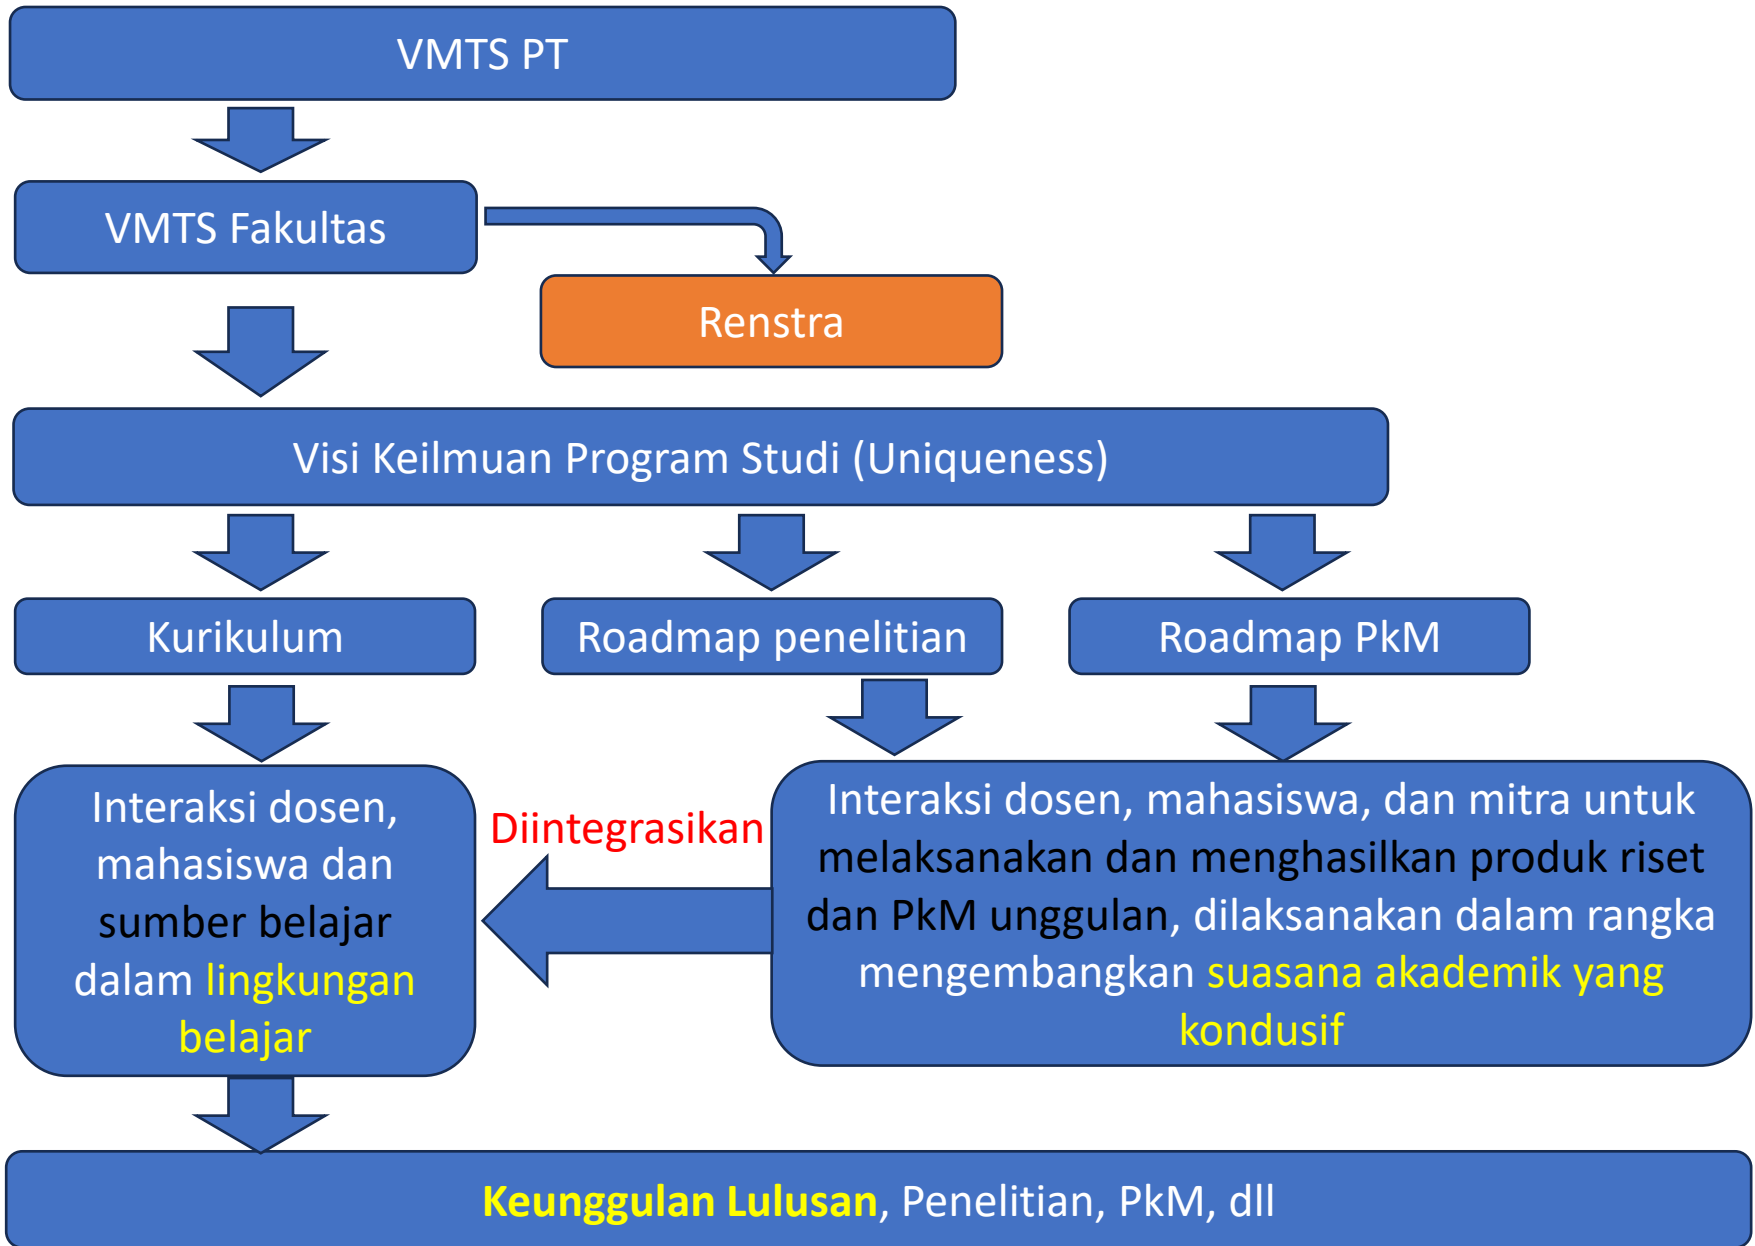 VMTS PT
VMTS Fakultas
Renstra
Visi Keilmuan Program Studi (Uniqueness)
Kurikulum
Roadmap penelitian
Roadmap PkM
Interaksi dosen,
mahasiswa dan
sumber belajar
dalam lingkungan
belajar
Diintegrasikan
Interaksi dosen, mahasiswa, dan mitra untuk
melaksanakan dan menghasilkan produk riset
dan PkM unggulan, dilaksanakan dalam rangka
mengembangkan suasana akademik yang
kondusif
Keunggulan Lulusan, Penelitian, PkM, dll